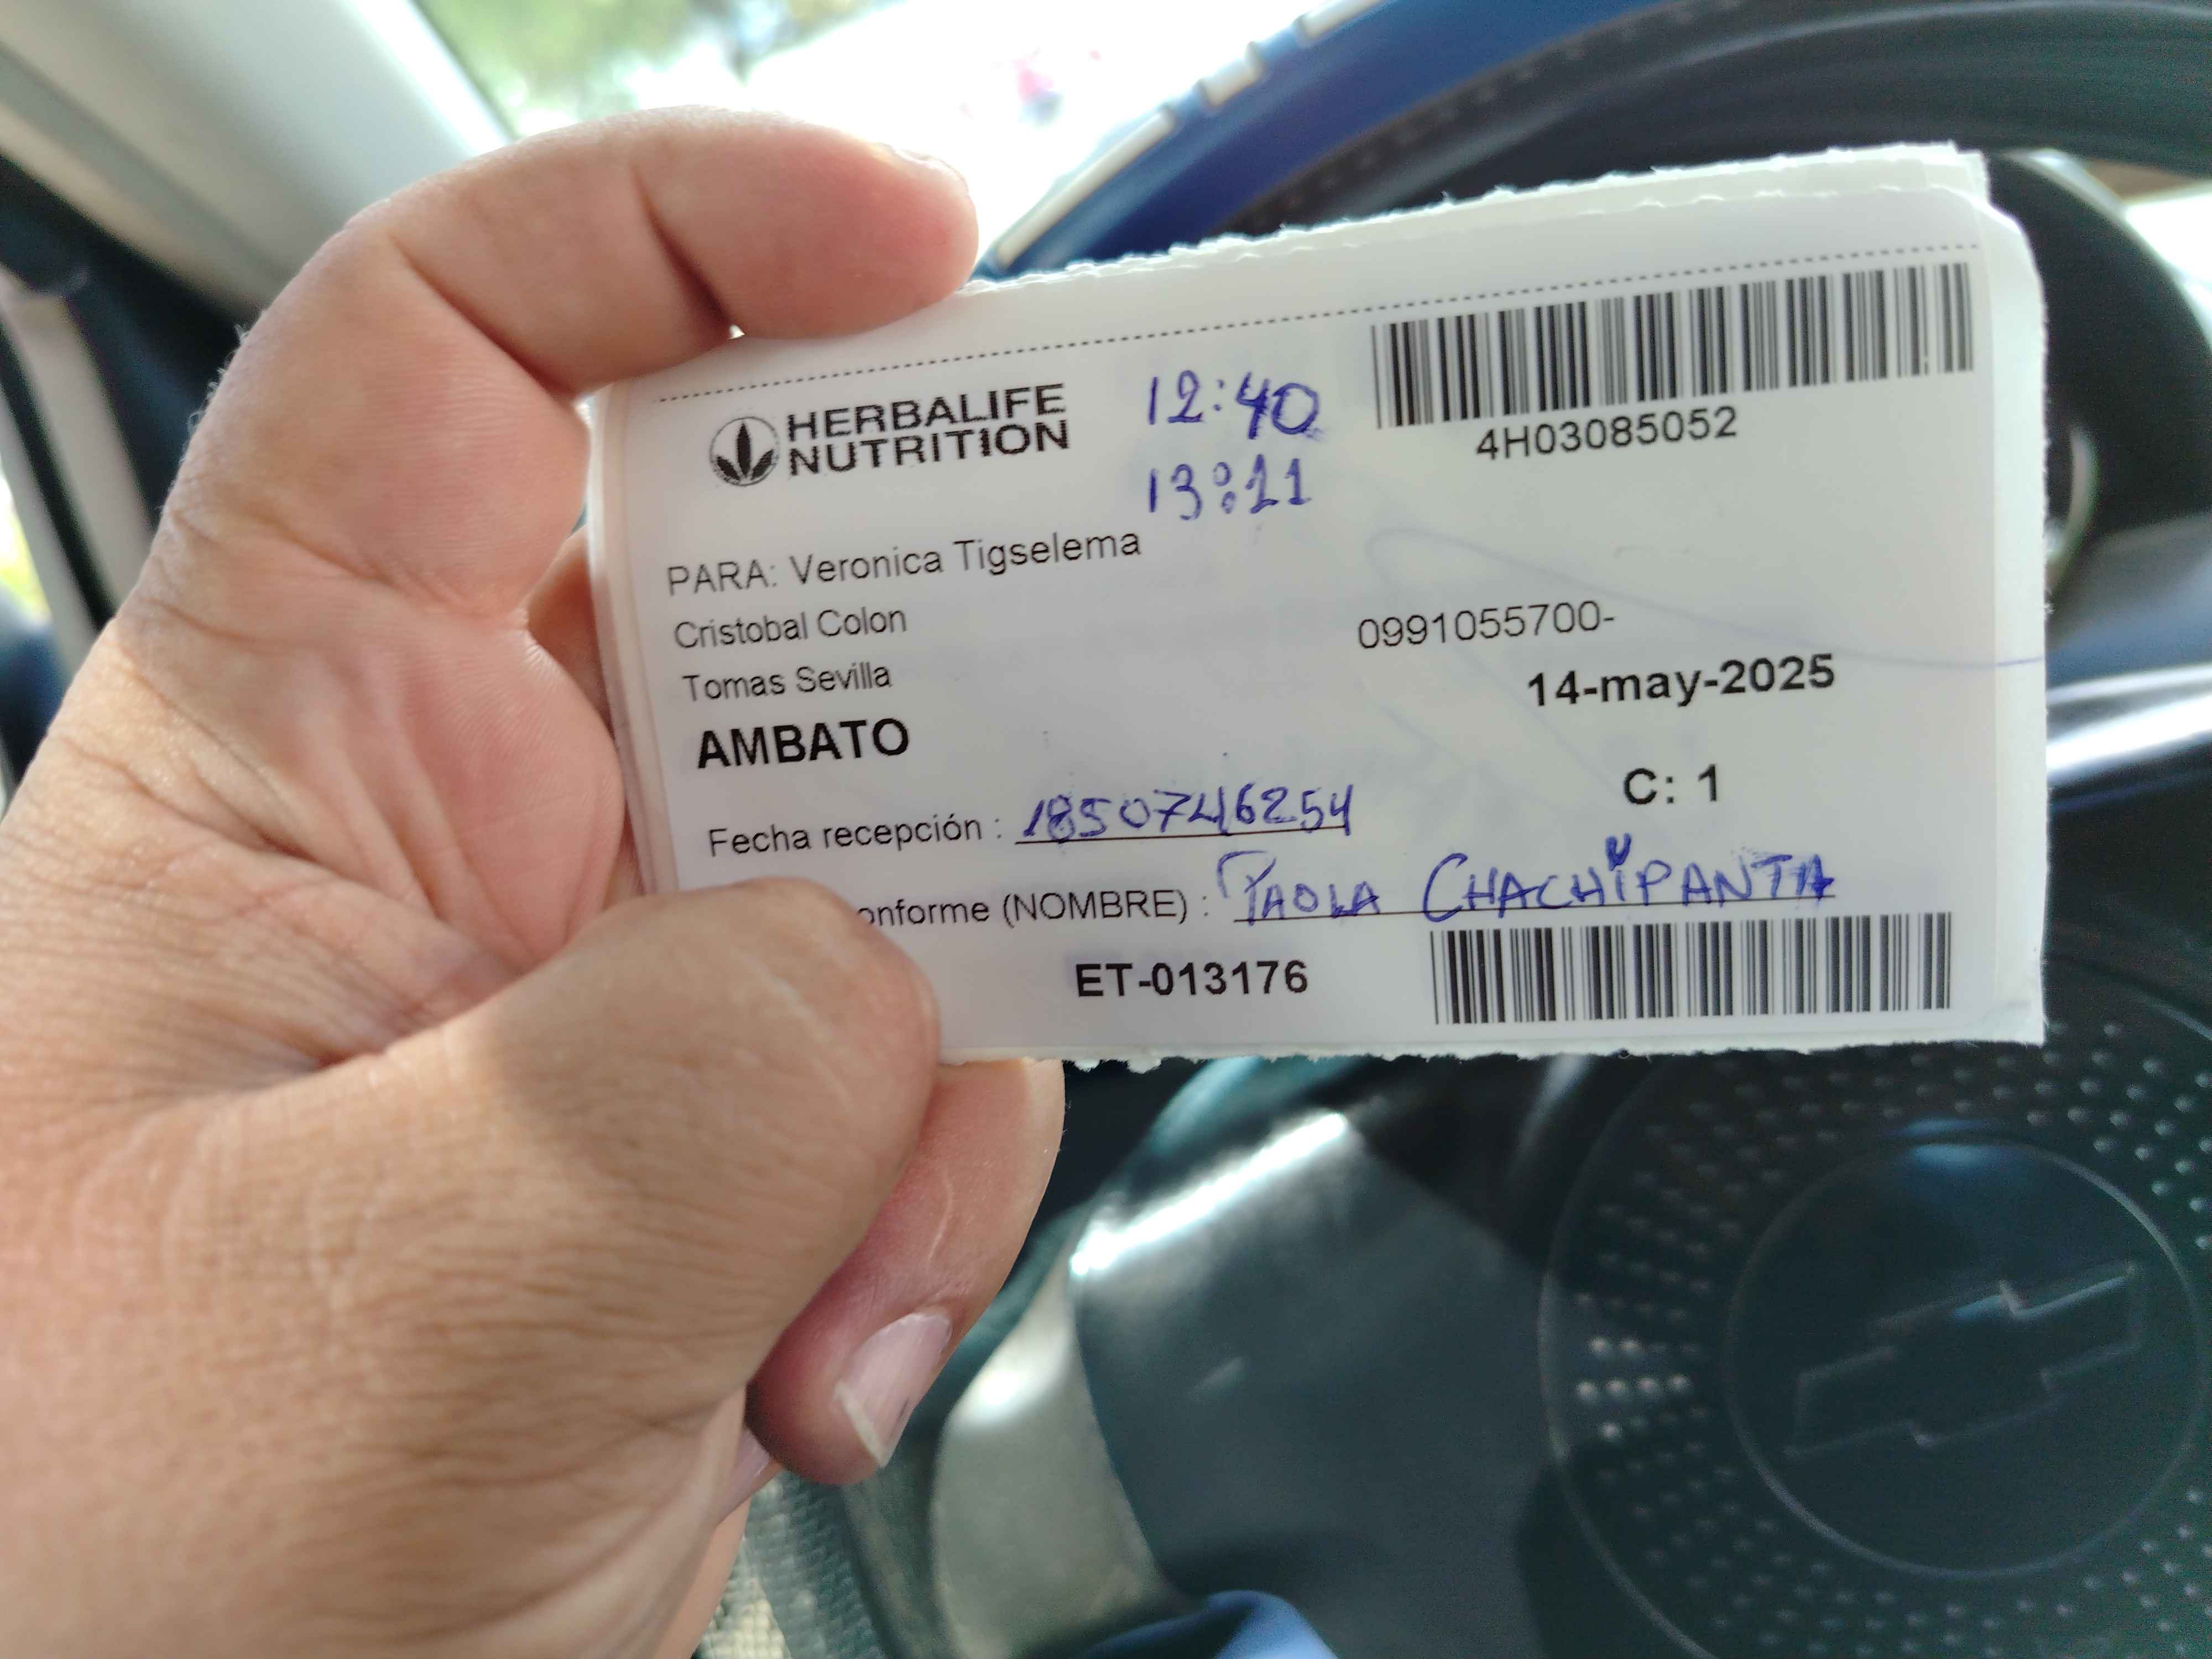 HERBALIFE
NUTRITION
12:40
13:21
4H03085052
PARA: Veronica Tigselema
Cristobal Colon
0991055700-
Tomas Sevilla
14-may-2025
AMBATO
C: 1
Fecha recepción : 1850746254
onforme (NOMBRE) : PAOLA CHACHIPANTA
ET-013176